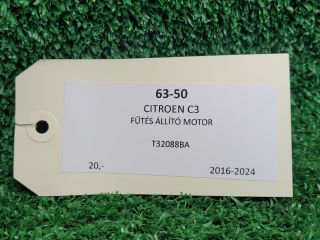 63-50
CITROEN C3
FŰTÉS ÁLLÍTÓ MOTOR
T32088BA
20,- 2016-2024